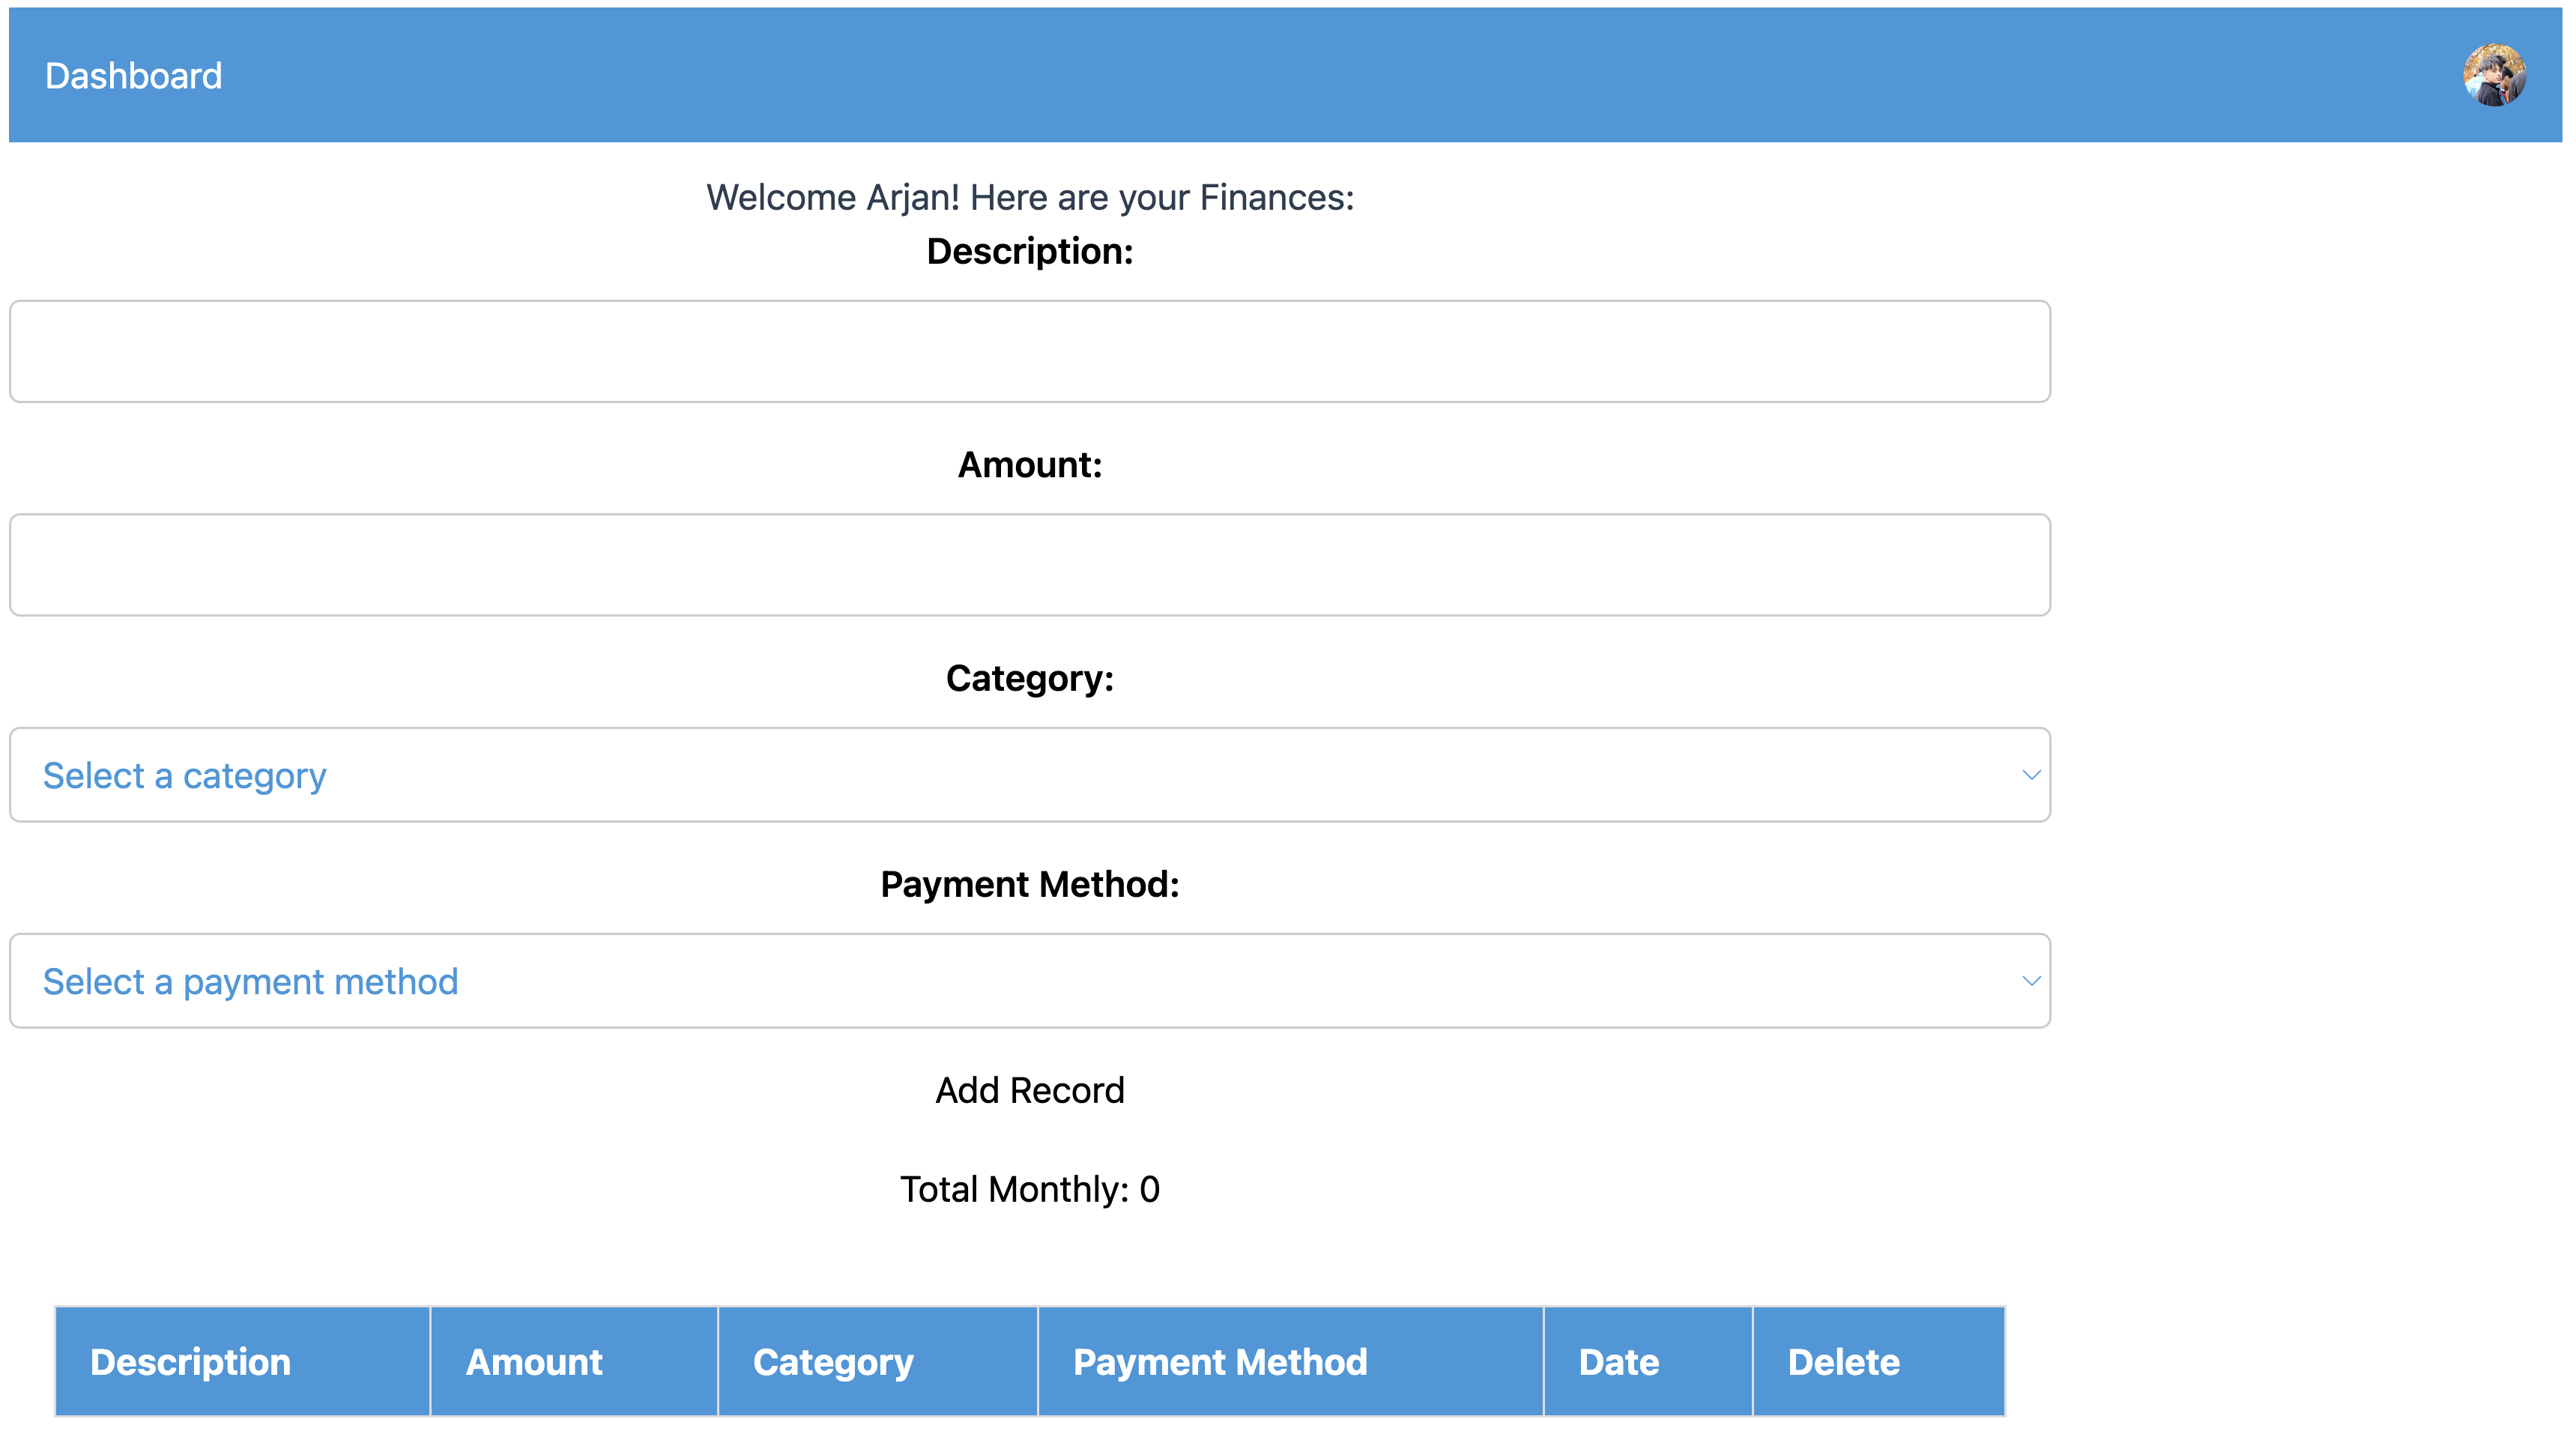 Dashboard
Welcome Arjan! Here are your Finances:
Description:
Amount:
Category:
Select a category
Payment Method:
Select a payment method
Add Record
Total Monthly: 0
Description Amount Category Payment Method Date Delete